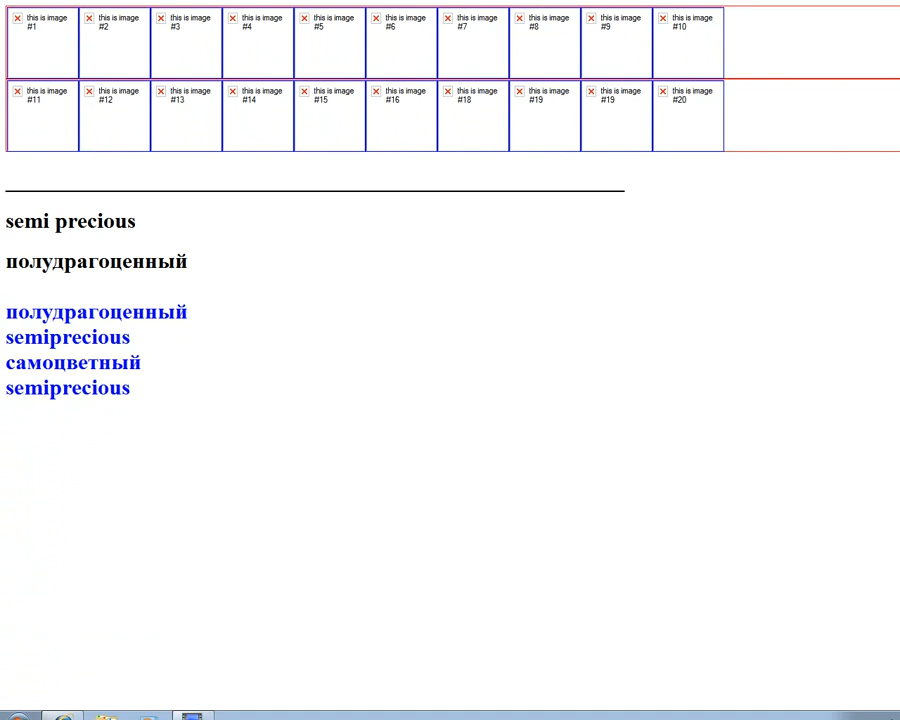 this is image #1 this is image #2 this is image #3 this is image #4 this is image #5 this is image #6 this is image #7 this is image #8 this is image #9 this is image #10
this is image #11 this is image #12 this is image #13 this is image #14 this is image #15 this is image #16 this is image #18 this is image #19 this is image #19 this is image #20
semi precious
полудрагоценный
полудрагоценный
semiprecious
самоцветный
semiprecious